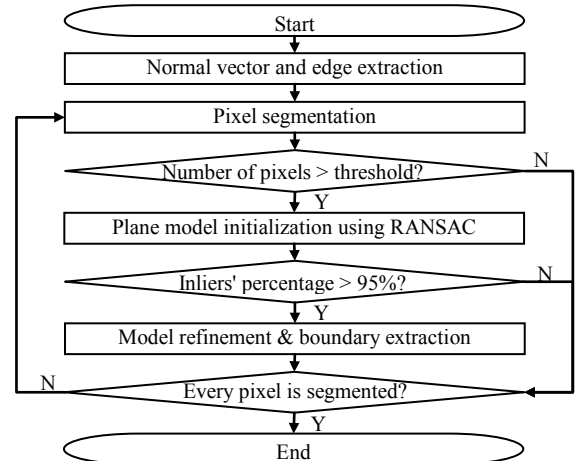 Start
Normal vector and edge extraction
Pixel segmentation
Number of pixels > threshold?
N
Y
Plane model initialization using RANSAC
Inliers' percentage > 95%?
N
Y
Model refinement & boundary extraction
N
Every pixel is segmented?
Y
End